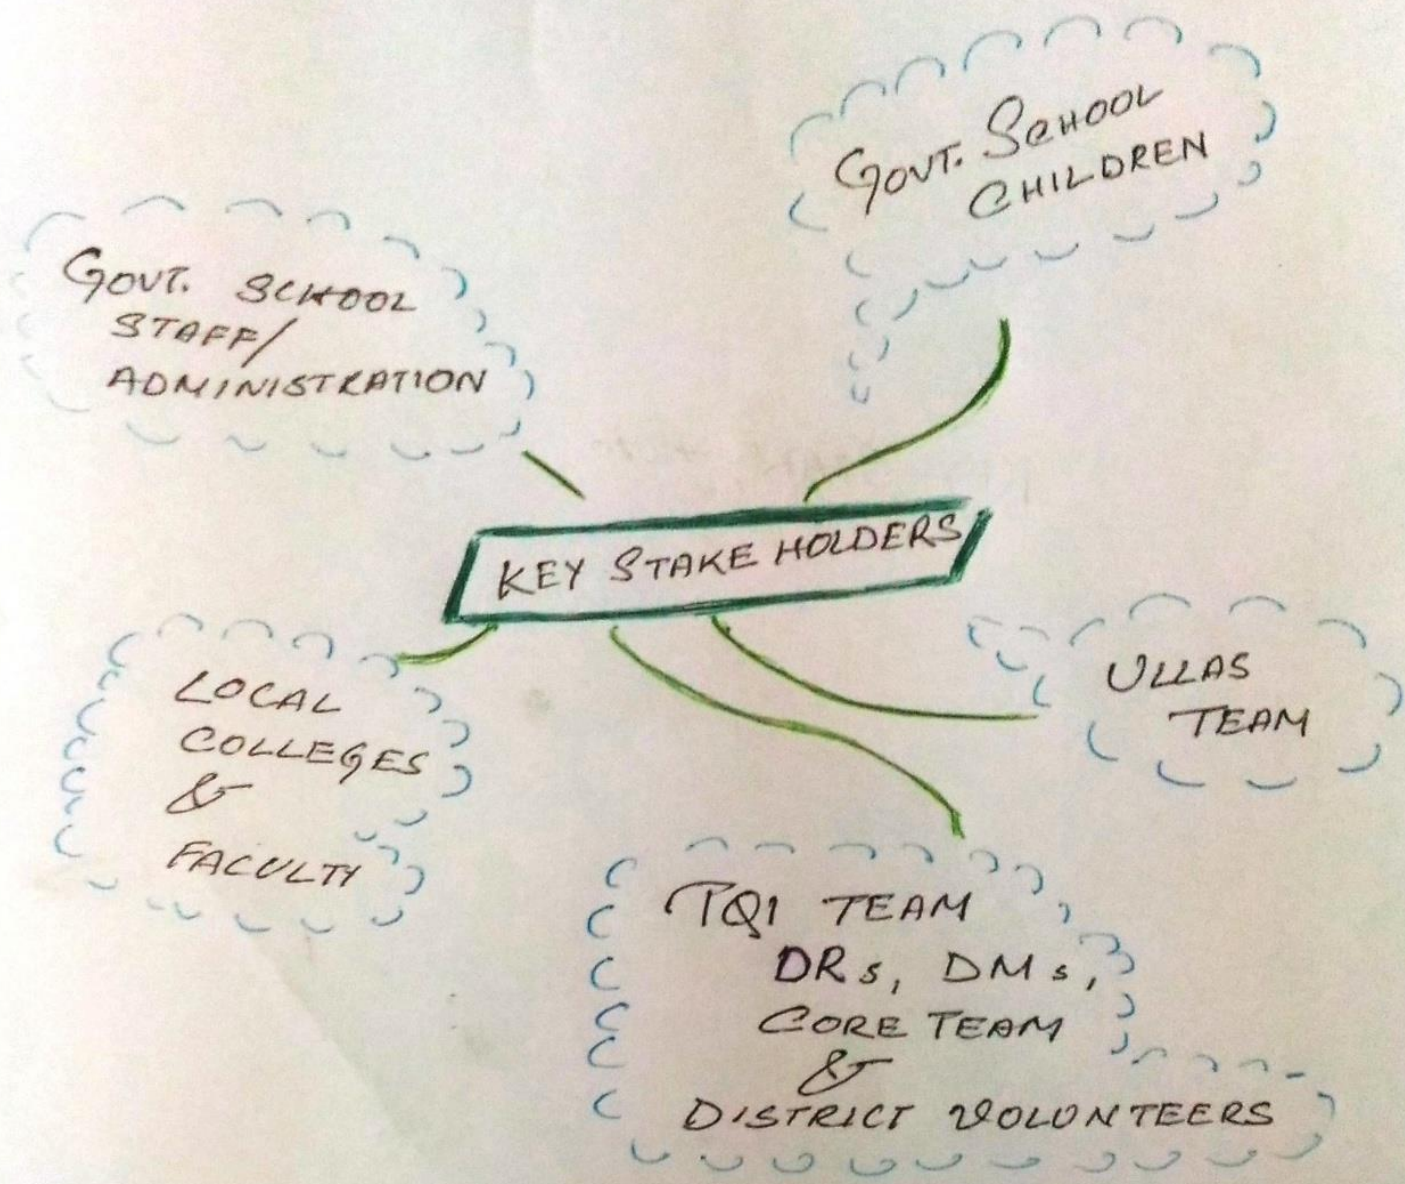 GOVT. SCHOOL
CHILDREN
GOVT. SCHOOL
STAFF/
ADMINISTRATION
KEY STAKE HOLDERS
ULLAS
TEAM
LOCAL
COLLEGES
&
FACULTY
TQI TEAM
DRs, DMs,
CORE TEAM
&
DISTRICT VOLUNTEERS